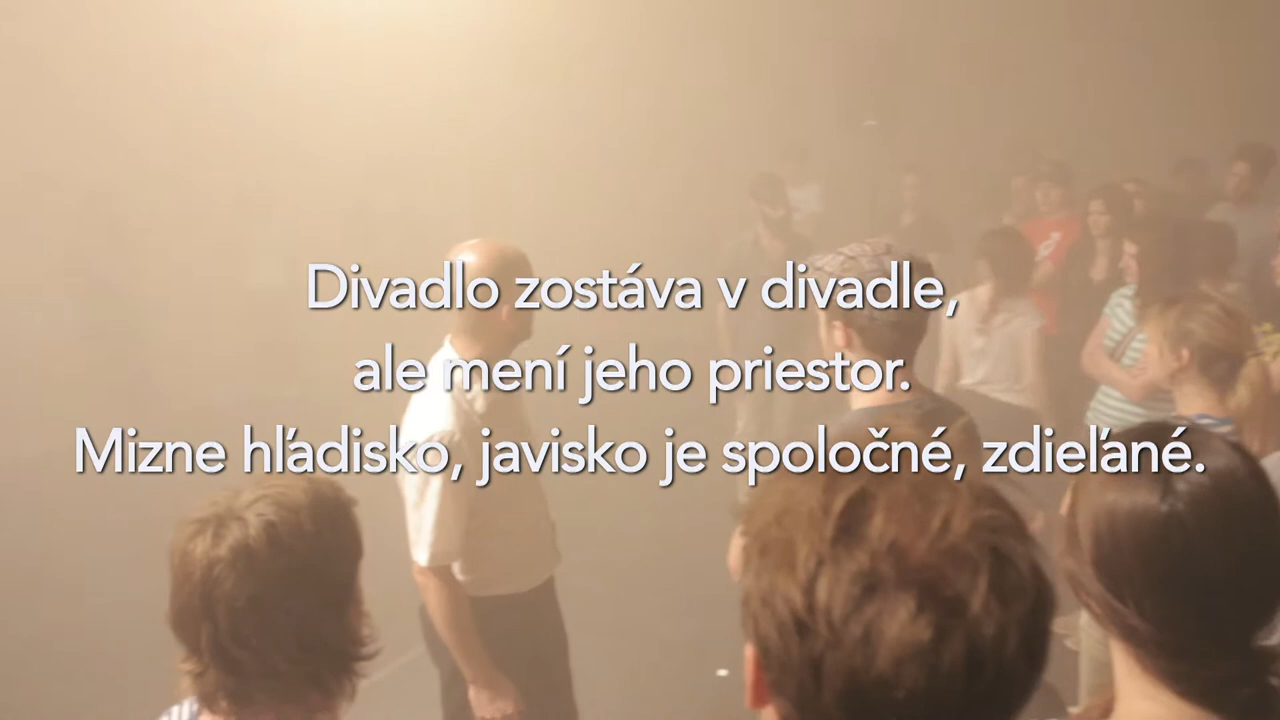 Divadlo zostáva v divadle,
ale mení jeho priestor.
Mizne hľadisko, javisko je spoločné, zdieľané.